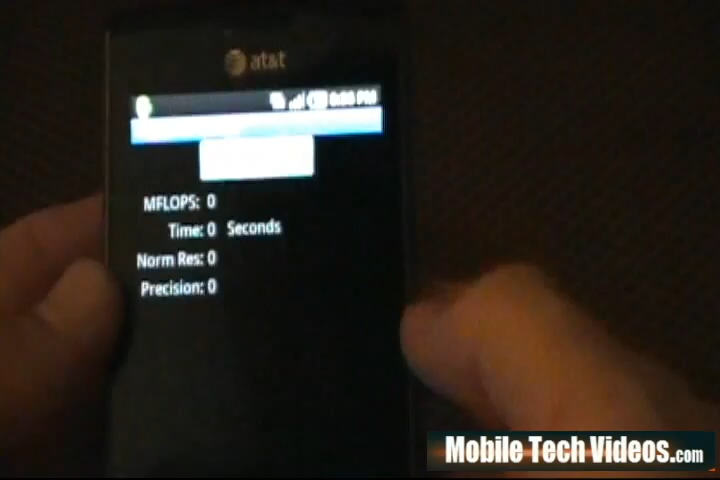 at&t
MFLOPS: 0
Time: 0 Seconds
Norm Res: 0
Precision: 0
Mobile Tech Videos.com